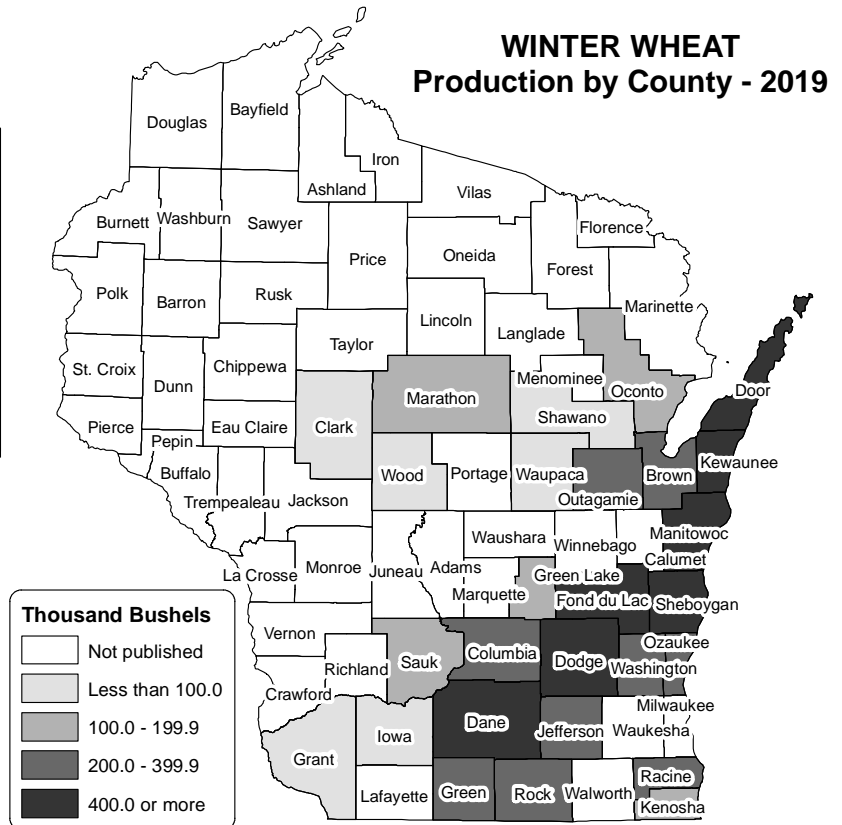 WINTER WHEAT
Production by County - 2019
Douglas
Bayfield
Iron
Ashland
Vilas
Burnett
Washburn
Sawyer
Florence
Price
Oneida
Forest
Polk
Barron
Rusk
Marinette
Lincoln
Langlade
Taylor
St. Croix
Chippewa
Dunn
Menominee
Oconto
Door
Marathon
Shawano
Pierce
Eau Claire
Clark
Pepin
Kewaunee
Buffalo
Wood
Portage
Waupaca
Brown
Outagamie
Trempealeau
Jackson
Waushara
Manitowoc
Winnebago
Calumet
La Crosse
Monroe
Juneau
Adams
Green Lake
Marquette
Fond du Lac
Sheboygan
Vernon
Ozaukee
Richland
Sauk
Columbia
Dodge
Washington
Crawford
Milwaukee
Dane
Jefferson
Waukesha
Iowa
Grant
Racine
Lafayette
Green
Rock
Walworth
Kenosha
Thousand Bushels
Not published
Less than 100.0
100.0 - 199.9
200.0 - 399.9
400.0 or more